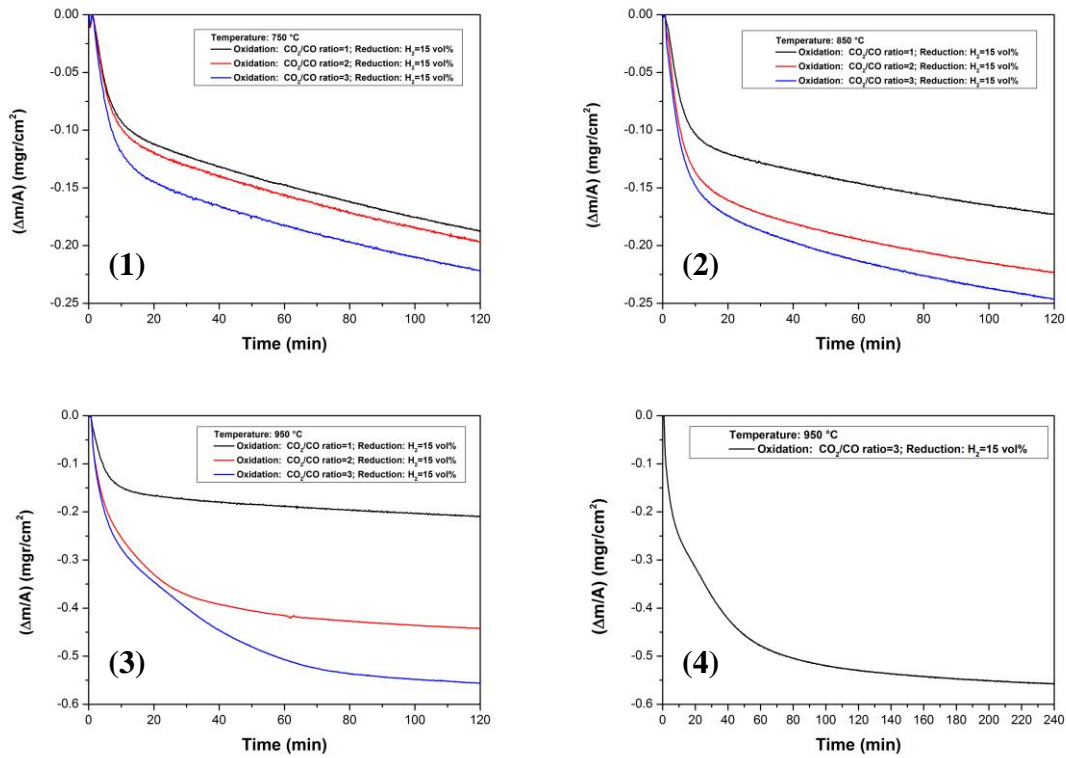 Temperature: 750 °C
Oxidation: CO₂/CO ratio=1; Reduction: H₂=15 vol%
Oxidation: CO₂/CO ratio=2; Reduction: H₂=15 vol%
Oxidation: CO₂/CO ratio=3; Reduction: H₂=15 vol%
0.00
-0.05
-0.10
-0.15
-0.20
-0.25
(Δm/A) (mgr/cm²)
(1)
0 20 40 60 80 100 120
Time (min)
Temperature: 850 °C
Oxidation: CO₂/CO ratio=1; Reduction: H₂=15 vol%
Oxidation: CO₂/CO ratio=2; Reduction: H₂=15 vol%
Oxidation: CO₂/CO ratio=3; Reduction: H₂=15 vol%
0.00
-0.05
-0.10
-0.15
-0.20
-0.25
(Δm/A) (mgr/cm²)
(2)
0 20 40 60 80 100 120
Time (min)
Temperature: 950 °C
Oxidation: CO₂/CO ratio=1; Reduction: H₂=15 vol%
Oxidation: CO₂/CO ratio=2; Reduction: H₂=15 vol%
Oxidation: CO₂/CO ratio=3; Reduction: H₂=15 vol%
0.0
-0.1
-0.2
-0.3
-0.4
-0.5
-0.6
(Δm/A) (mgr/cm²)
(3)
0 20 40 60 80 100 120
Time (min)
Temperature: 950 °C
Oxidation: CO₂/CO ratio=3; Reduction: H₂=15 vol%
0.0
-0.1
-0.2
-0.3
-0.4
-0.5
-0.6
(Δm/A) (mgr/cm²)
(4)
0 20 40 60 80 100 120 140 160 180 200 220 240
Time (min)